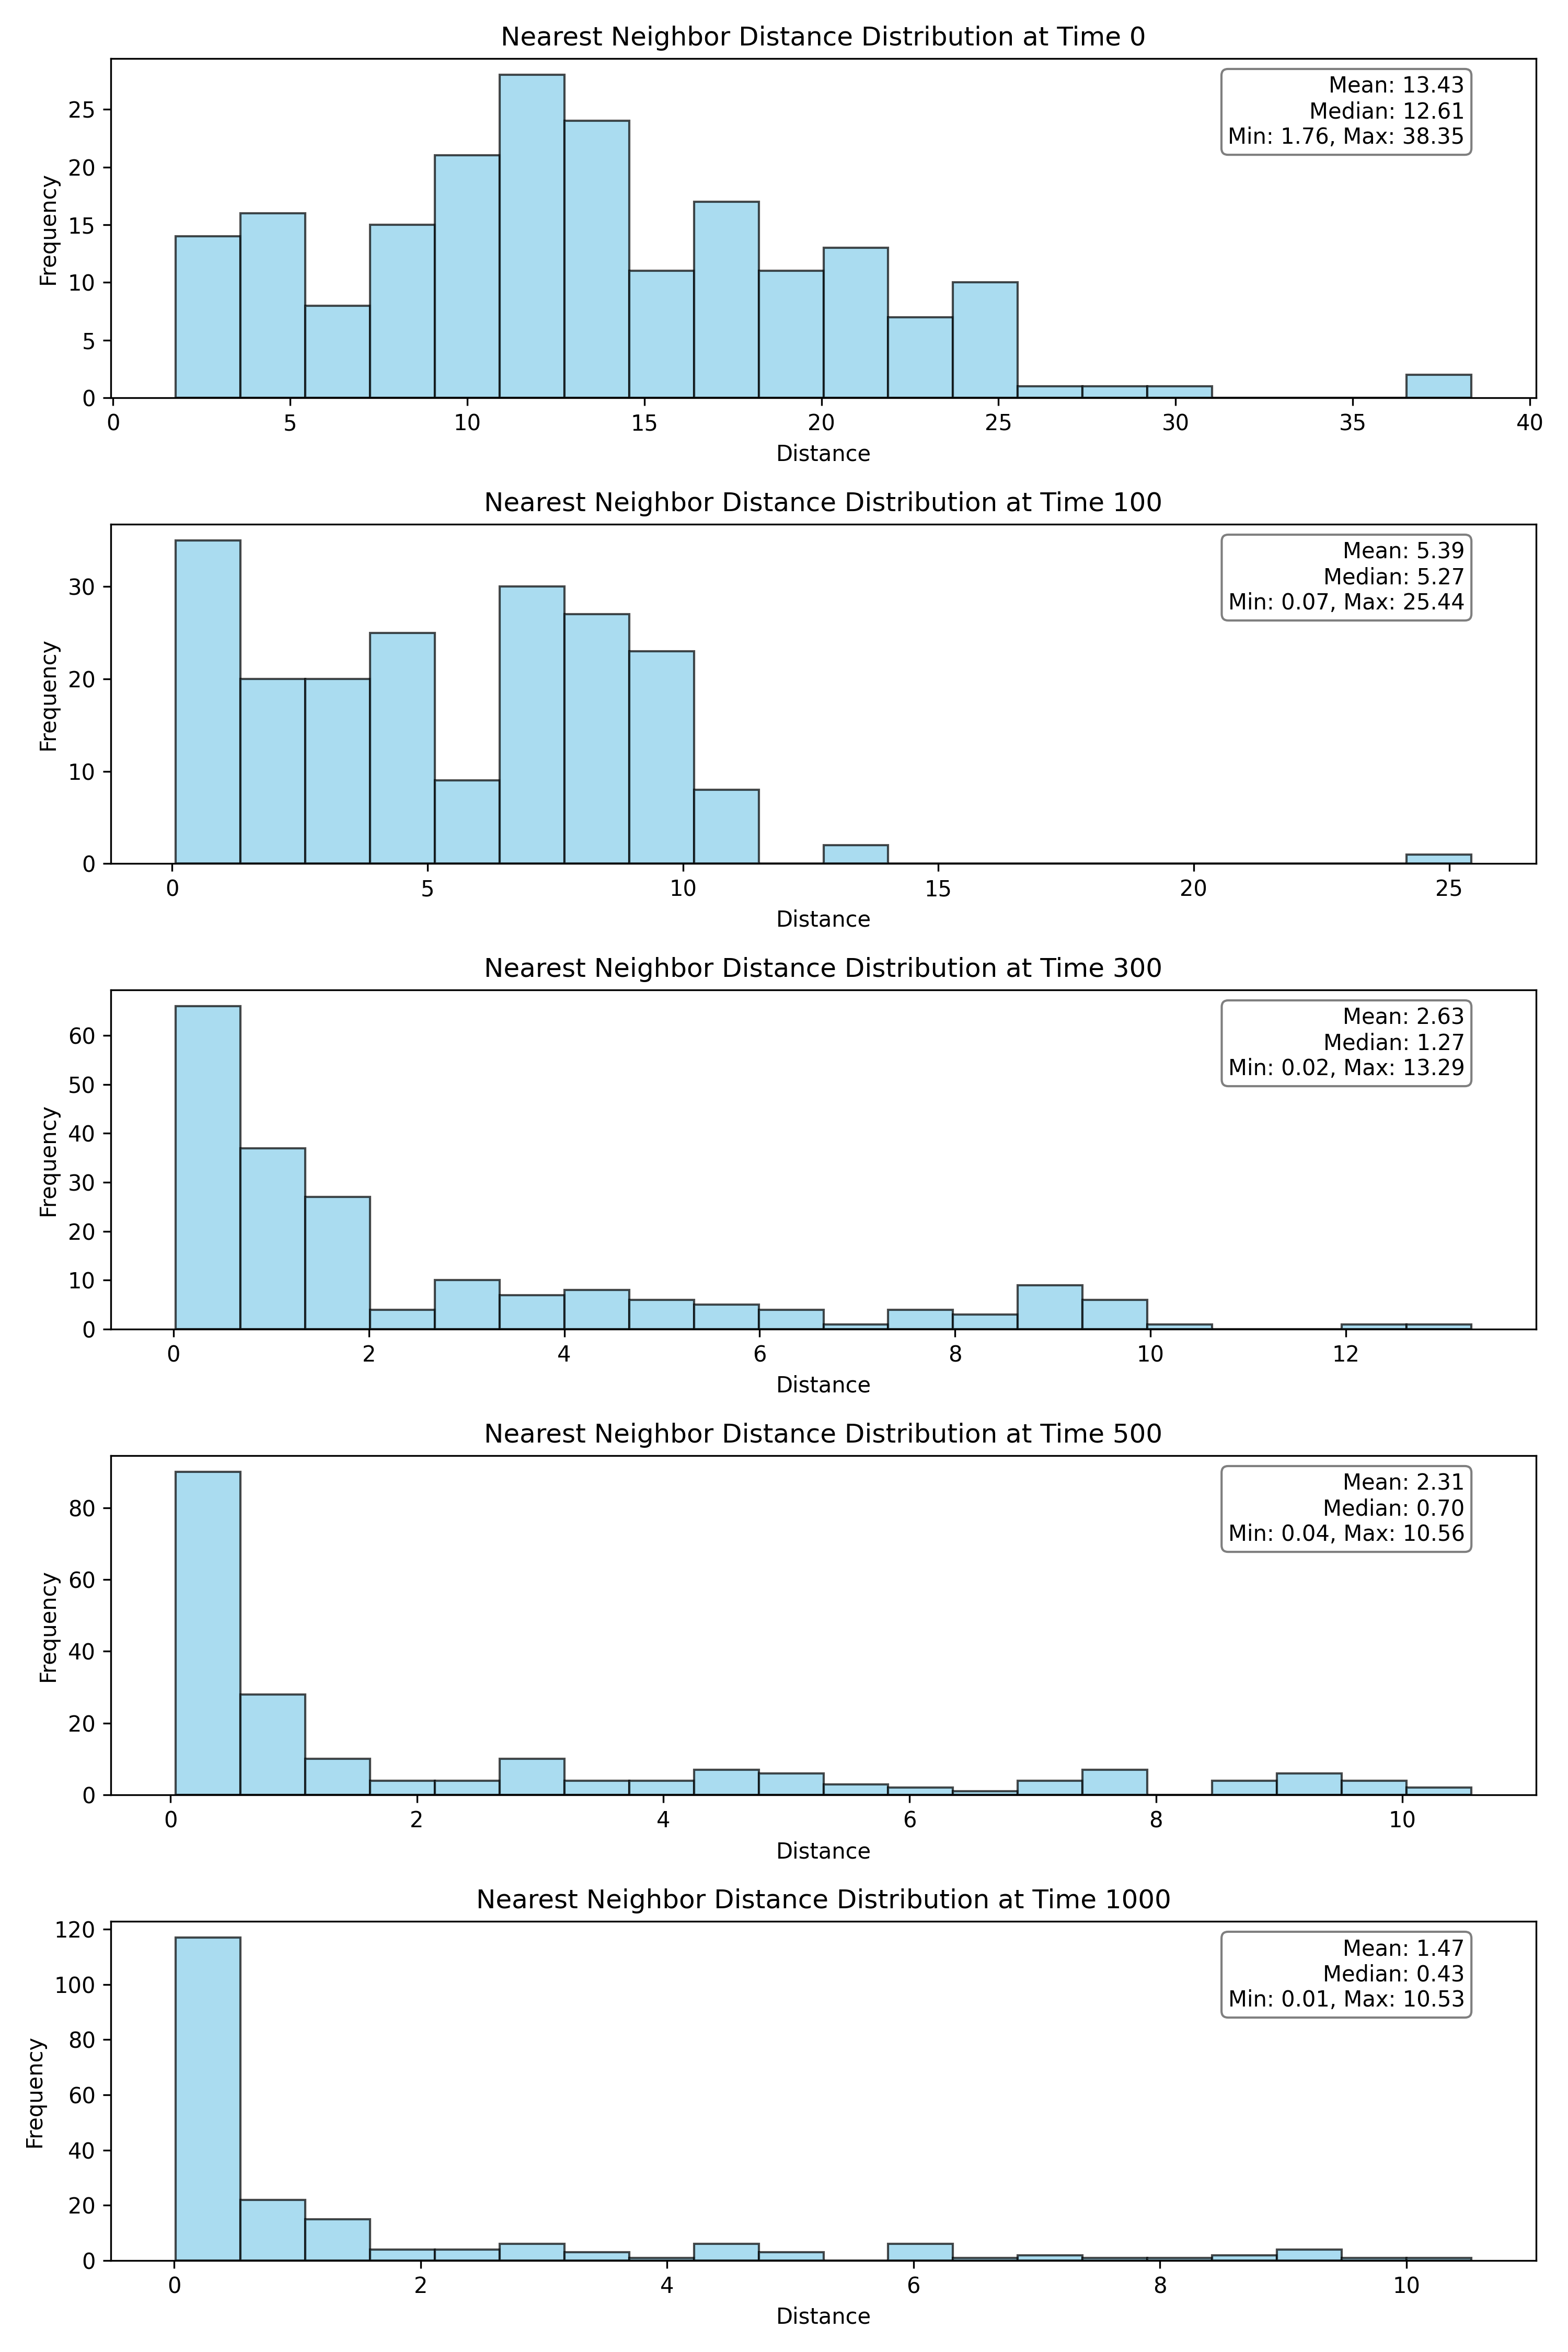 Nearest Neighbor Distance Distribution at Time 0
Mean: 13.43
Median: 12.61
Min: 1.76, Max: 38.35
Frequency
25
20
15
10
5
0
0 5 10 15 20 25 30 35 40
Distance
Nearest Neighbor Distance Distribution at Time 100
Mean: 5.39
Median: 5.27
Min: 0.07, Max: 25.44
Frequency
30
20
10
0
0 5 10 15 20 25
Distance
Nearest Neighbor Distance Distribution at Time 300
Mean: 2.63
Median: 1.27
Min: 0.02, Max: 13.29
Frequency
60
50
40
30
20
10
0
0 2 4 6 8 10 12
Distance
Nearest Neighbor Distance Distribution at Time 500
Mean: 2.31
Median: 0.70
Min: 0.04, Max: 10.56
Frequency
80
60
40
20
0
0 2 4 6 8 10
Distance
Nearest Neighbor Distance Distribution at Time 1000
Mean: 1.47
Median: 0.43
Min: 0.01, Max: 10.53
Frequency
120
100
80
60
40
20
0
0 2 4 6 8 10
Distance